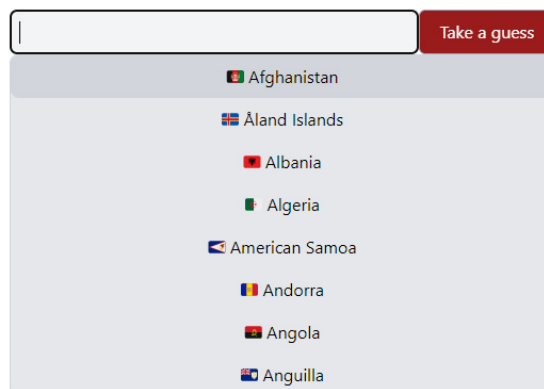 Take a guess
Afghanistan
Åland Islands
Albania
Algeria
American Samoa
Andorra
Angola
Anguilla